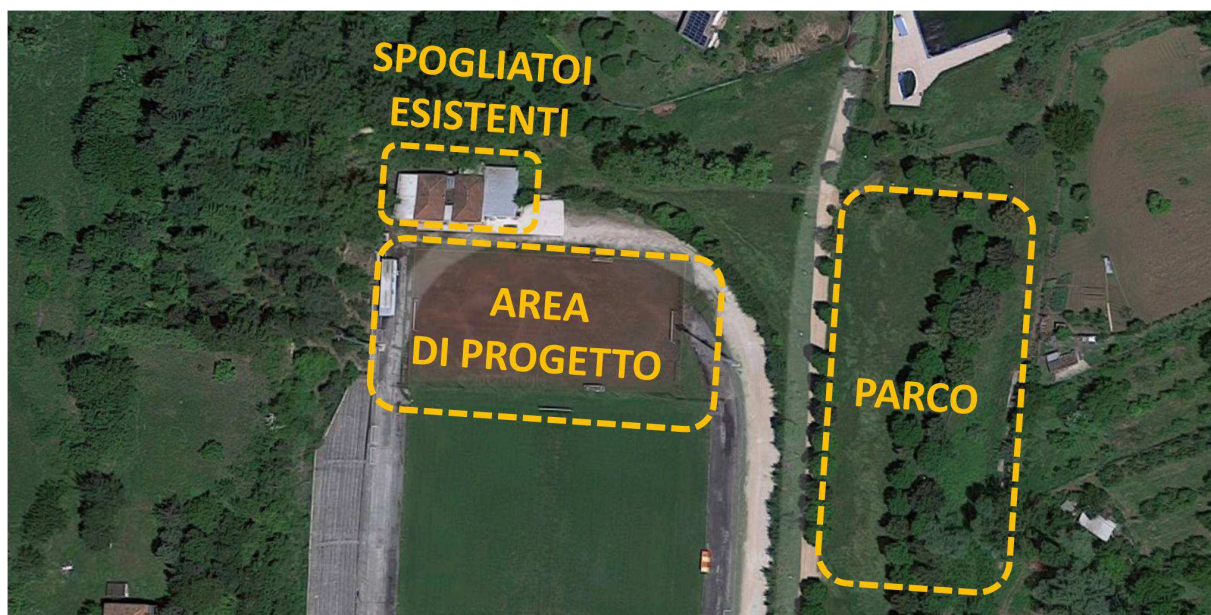 SPOGLIATOI
ESISTENTI
AREA
DI PROGETTO
PARCO